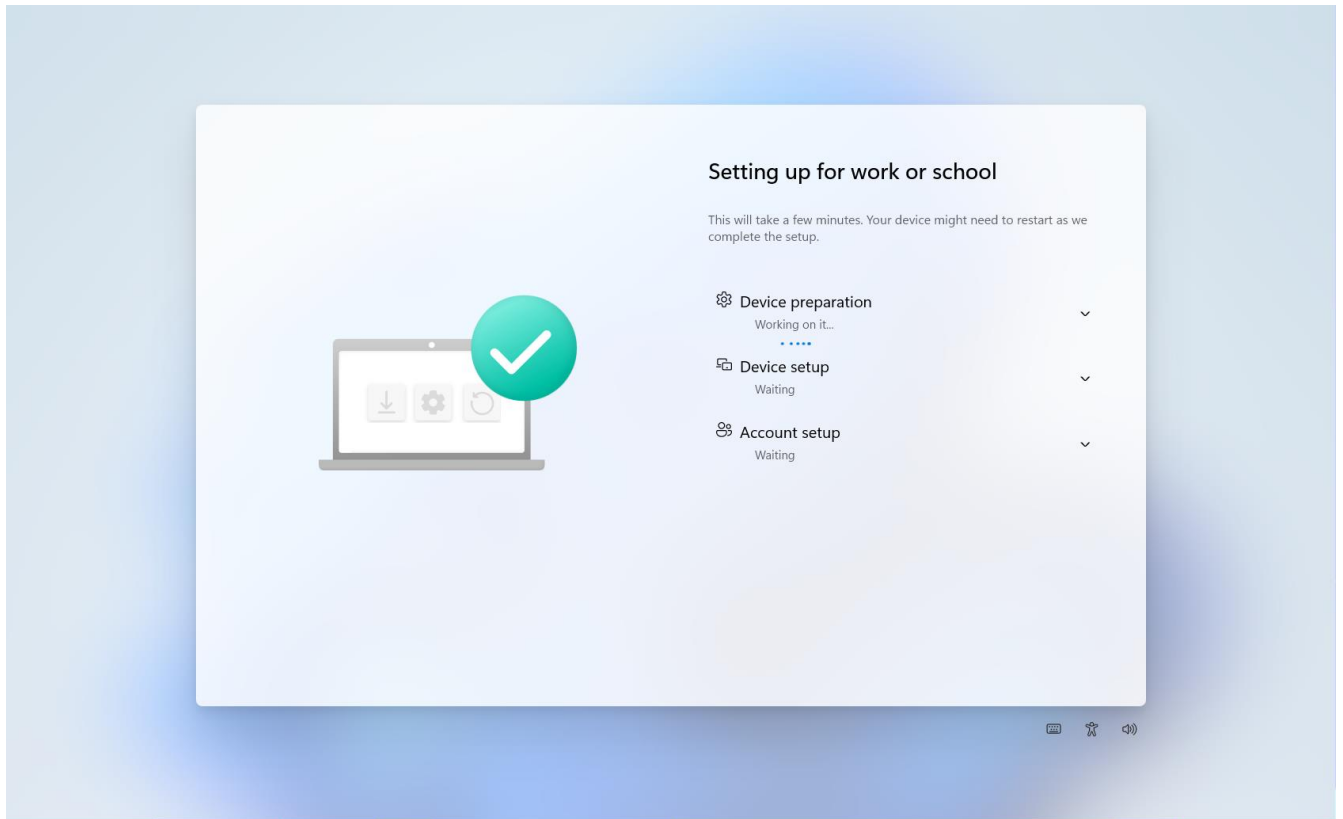 Setting up for work or school
This will take a few minutes. Your device might need to restart as we
complete the setup.
Device preparation
Working on it...
Device setup
Waiting
Account setup
Waiting